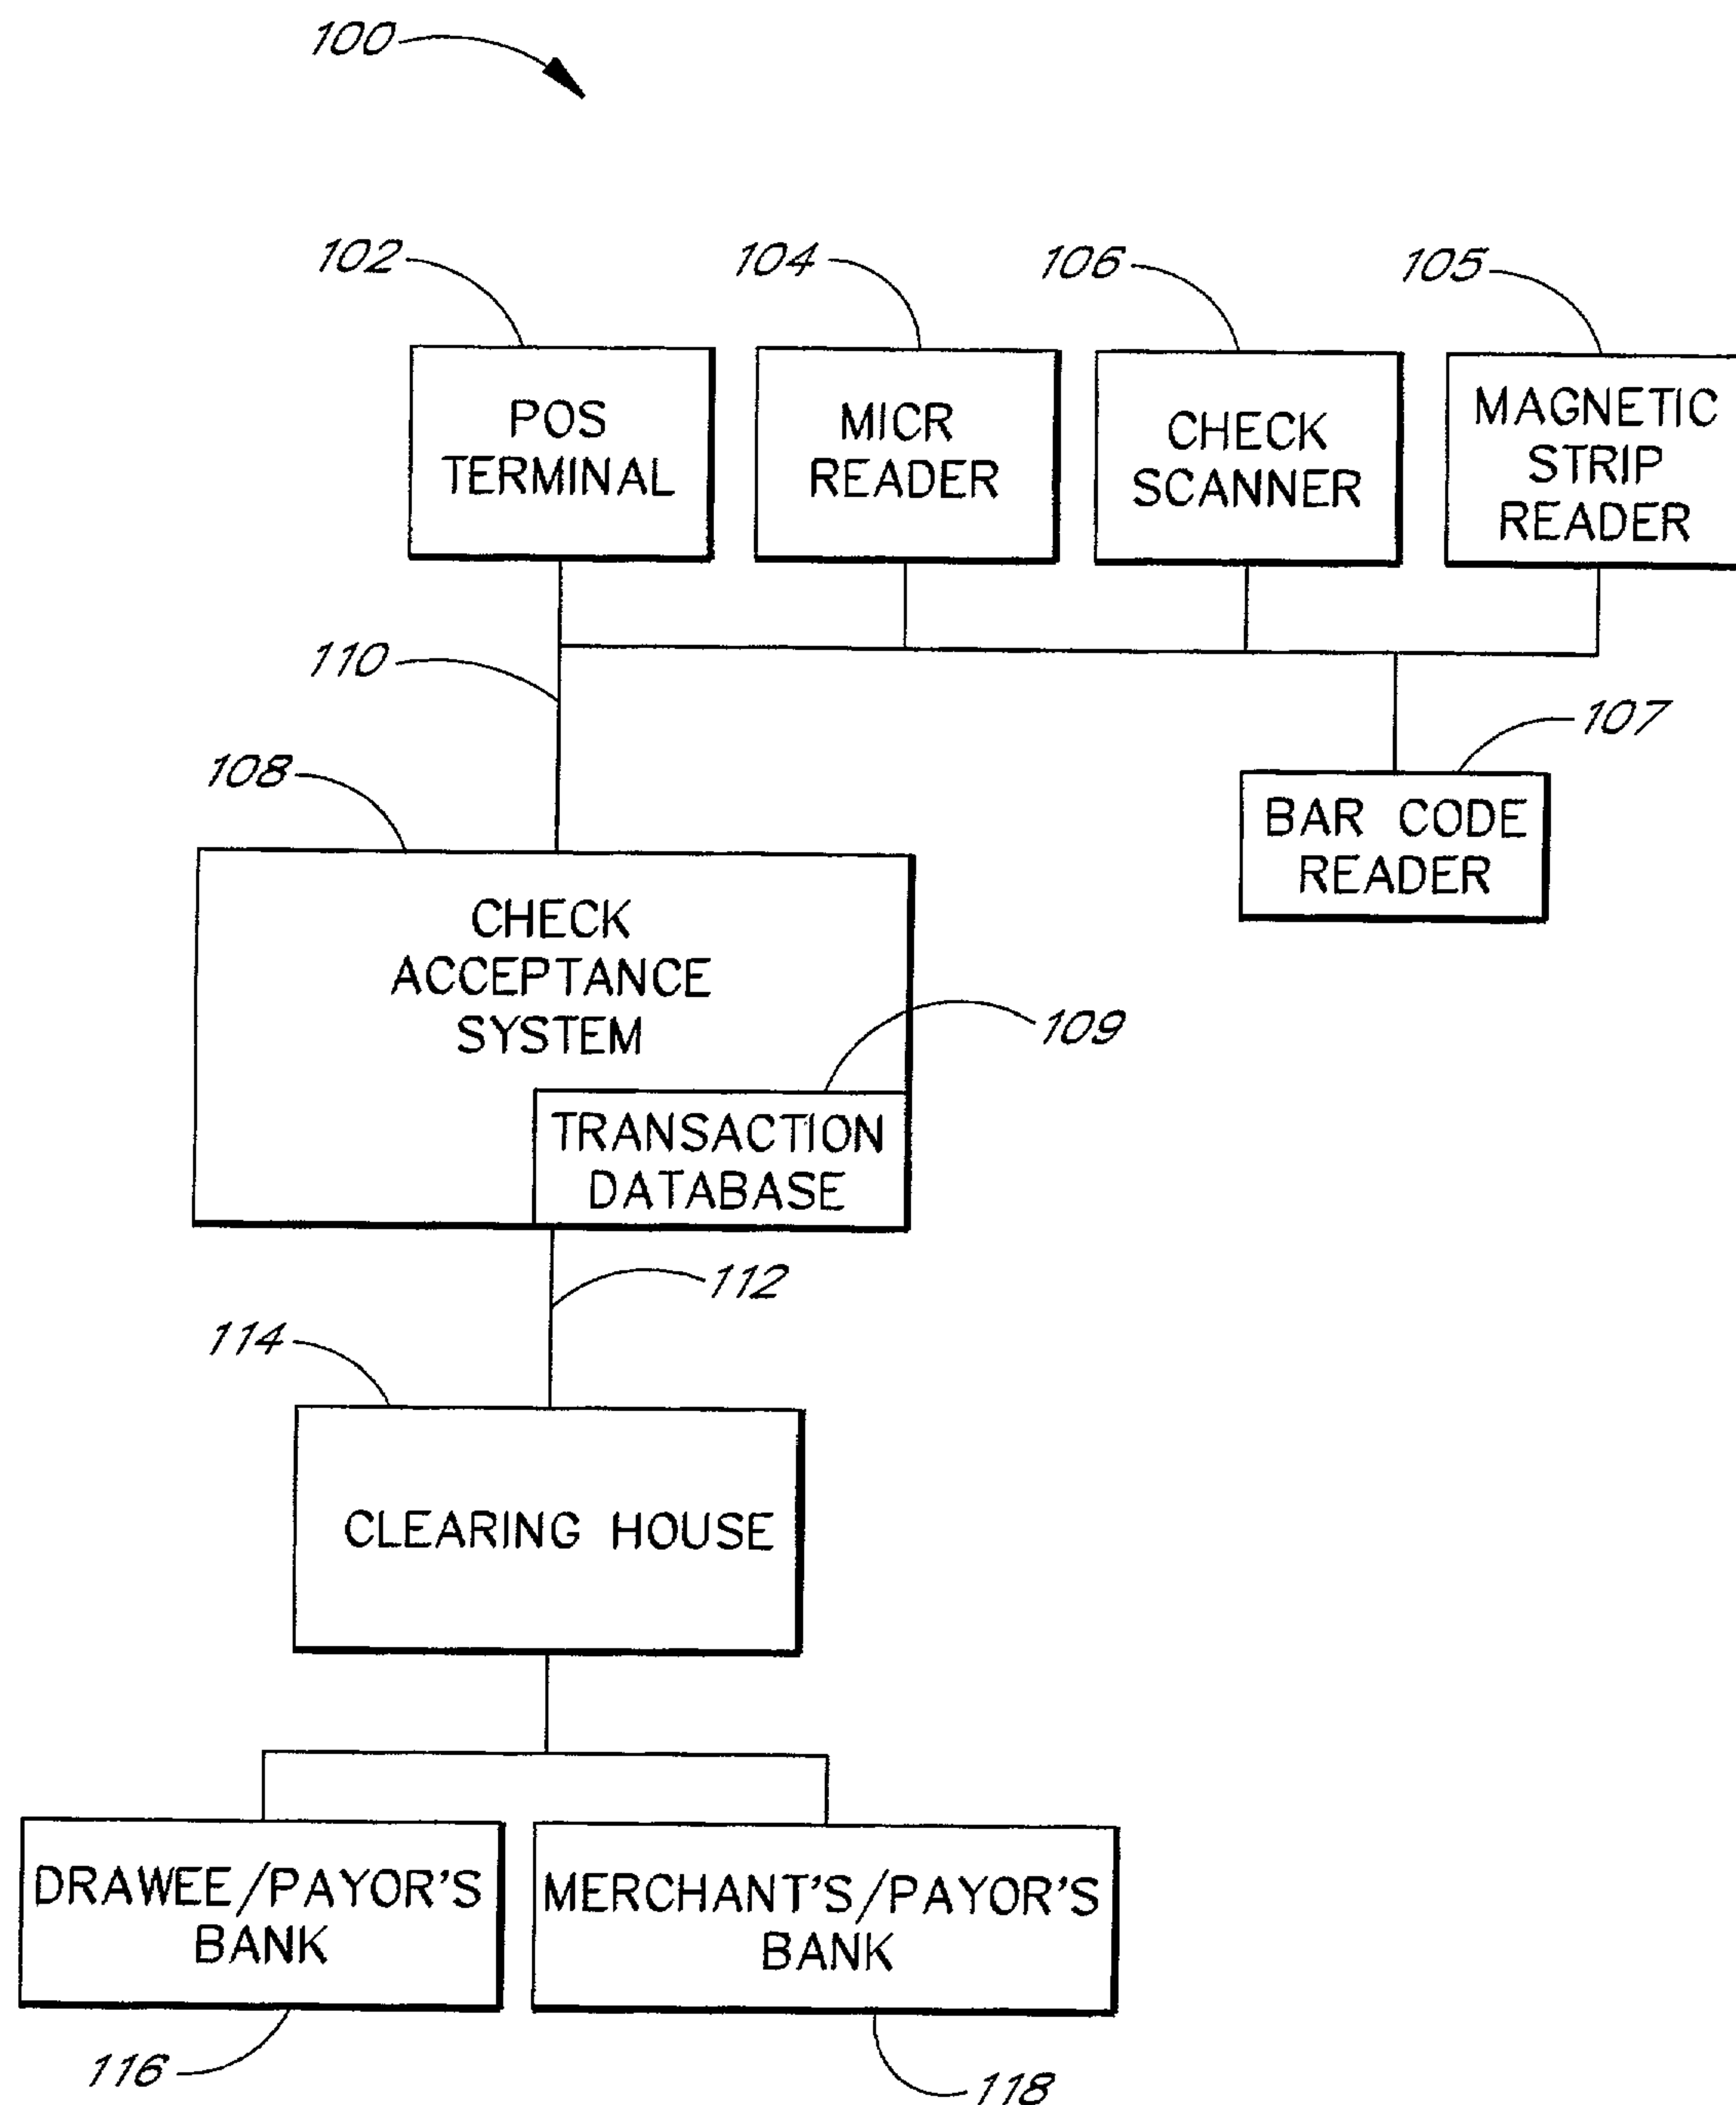 100
102
104
106
105
POS
TERMINAL
MICR
READER
CHECK
SCANNER
MAGNETIC
STRIP
READER
110
107
108
BAR CODE
READER
CHECK
ACCEPTANCE
SYSTEM
109
TRANSACTION
DATABASE
112
114
CLEARING HOUSE
DRAWEE/PAYOR'S
BANK
MERCHANT'S/PAYOR'S
BANK
116
118